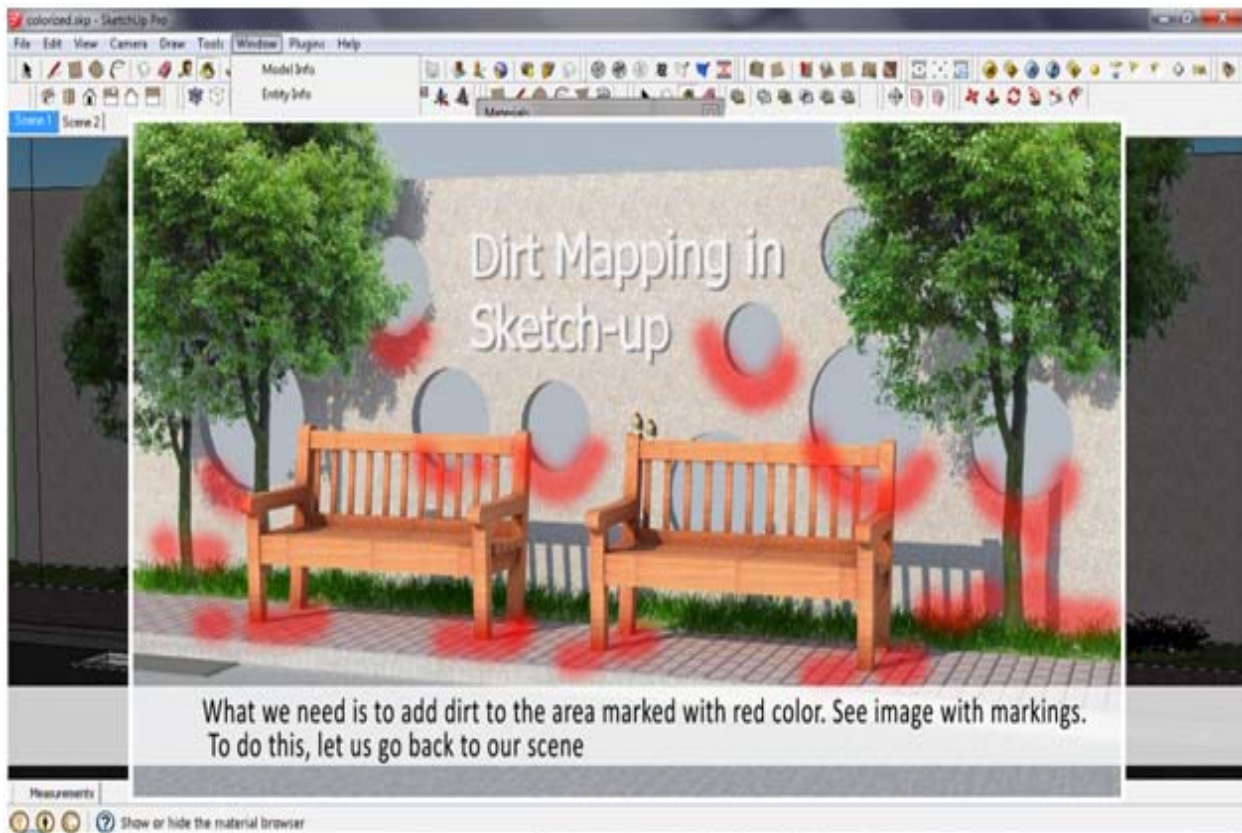 colorized.skp - SketchUp Pro
File Edit View Camera Draw Tools Window Plugins Help
Model Info
Entity Info
Materials
Scene 1 Scene 2
Dirt Mapping in
Sketch-up
What we need is to add dirt to the area marked with red color. See image with markings.
To do this, let us go back to our scene
Measurements
Show or hide the material browser